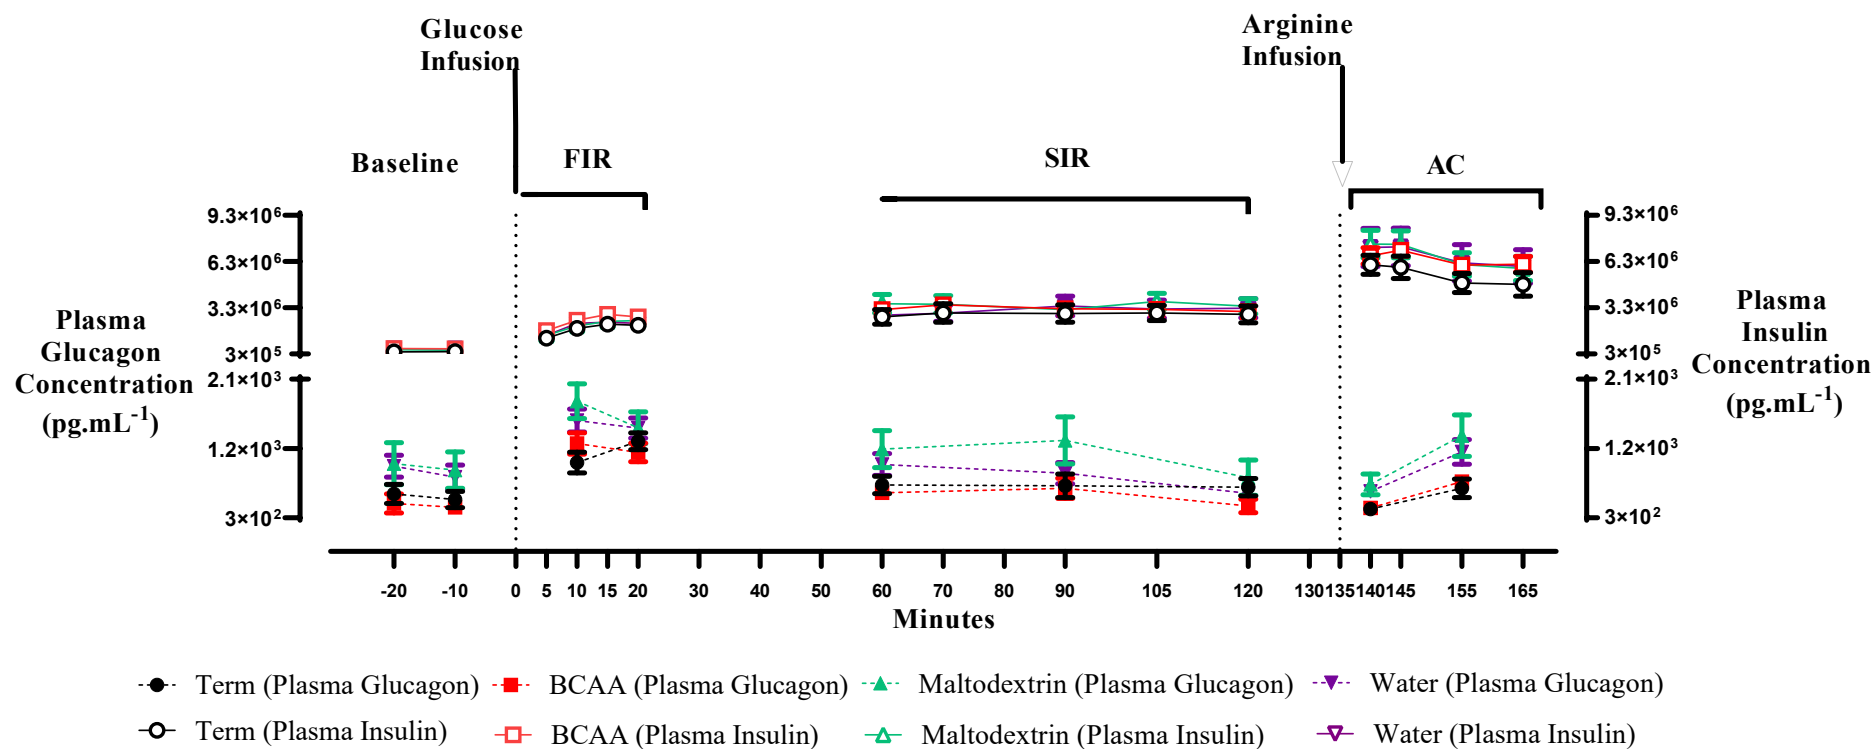 Glucose
Infusion
Arginine
Infusion
Baseline
FIR
SIR
AC
9.3×10⁶
6.3×10⁶
3.3×10⁶
3×10⁵
2.1×10³
1.2×10³
3×10²
Plasma
Glucagon
Concentration
(pg.mL⁻¹)
9.3×10⁶
6.3×10⁶
3.3×10⁶
3×10⁵
2.1×10³
1.2×10³
3×10²
Plasma
Insulin
Concentration
(pg.mL⁻¹)
-20 -10 0 5 10 15 20 30 40 50 60 70 80 90 105 120 130 135 140 145 155 165
Minutes
Term (Plasma Glucagon) BCAA (Plasma Glucagon) Maltodextrin (Plasma Glucagon) Water (Plasma Glucagon)
Term (Plasma Insulin) BCAA (Plasma Insulin) Maltodextrin (Plasma Insulin) Water (Plasma Insulin)